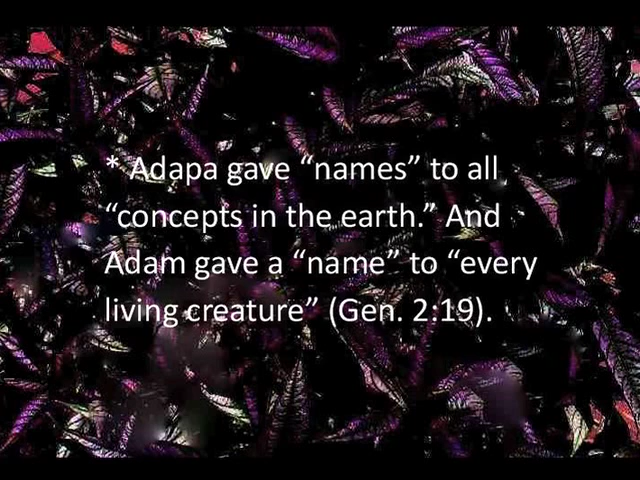 * Adapa gave “names” to all
“concepts in the earth.” And
Adam gave a “name” to “every
living creature” (Gen. 2:19).